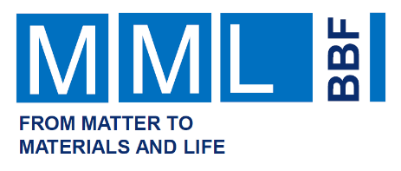 MML BBF
FROM MATTER TO
MATERIALS AND LIFE